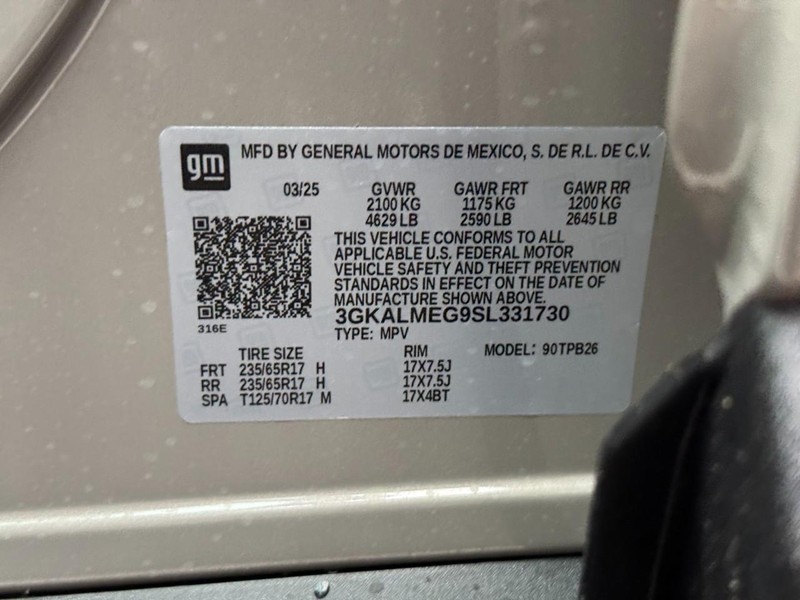 gm MFD BY GENERAL MOTORS DE MEXICO, S. DE R.L. DE C.V.
03/25 GVWR GAWR FRT GAWR RR
2100 KG 1175 KG 1200 KG
4629 LB 2590 LB 2645 LB
THIS VEHICLE CONFORMS TO ALL
APPLICABLE U.S. FEDERAL MOTOR
VEHICLE SAFETY AND THEFT PREVENTION
STANDARDS IN EFFECT ON THE DATE OF
MANUFACTURE SHOWN ABOVE.
3GKALMEG9SL331730
316E TYPE: MPV
TIRE SIZE RIM MODEL: 90TPB26
FRT 235/65R17 H 17X7.5J
RR 235/65R17 H 17X7.5J
SPA T125/70R17 M 17X4BT